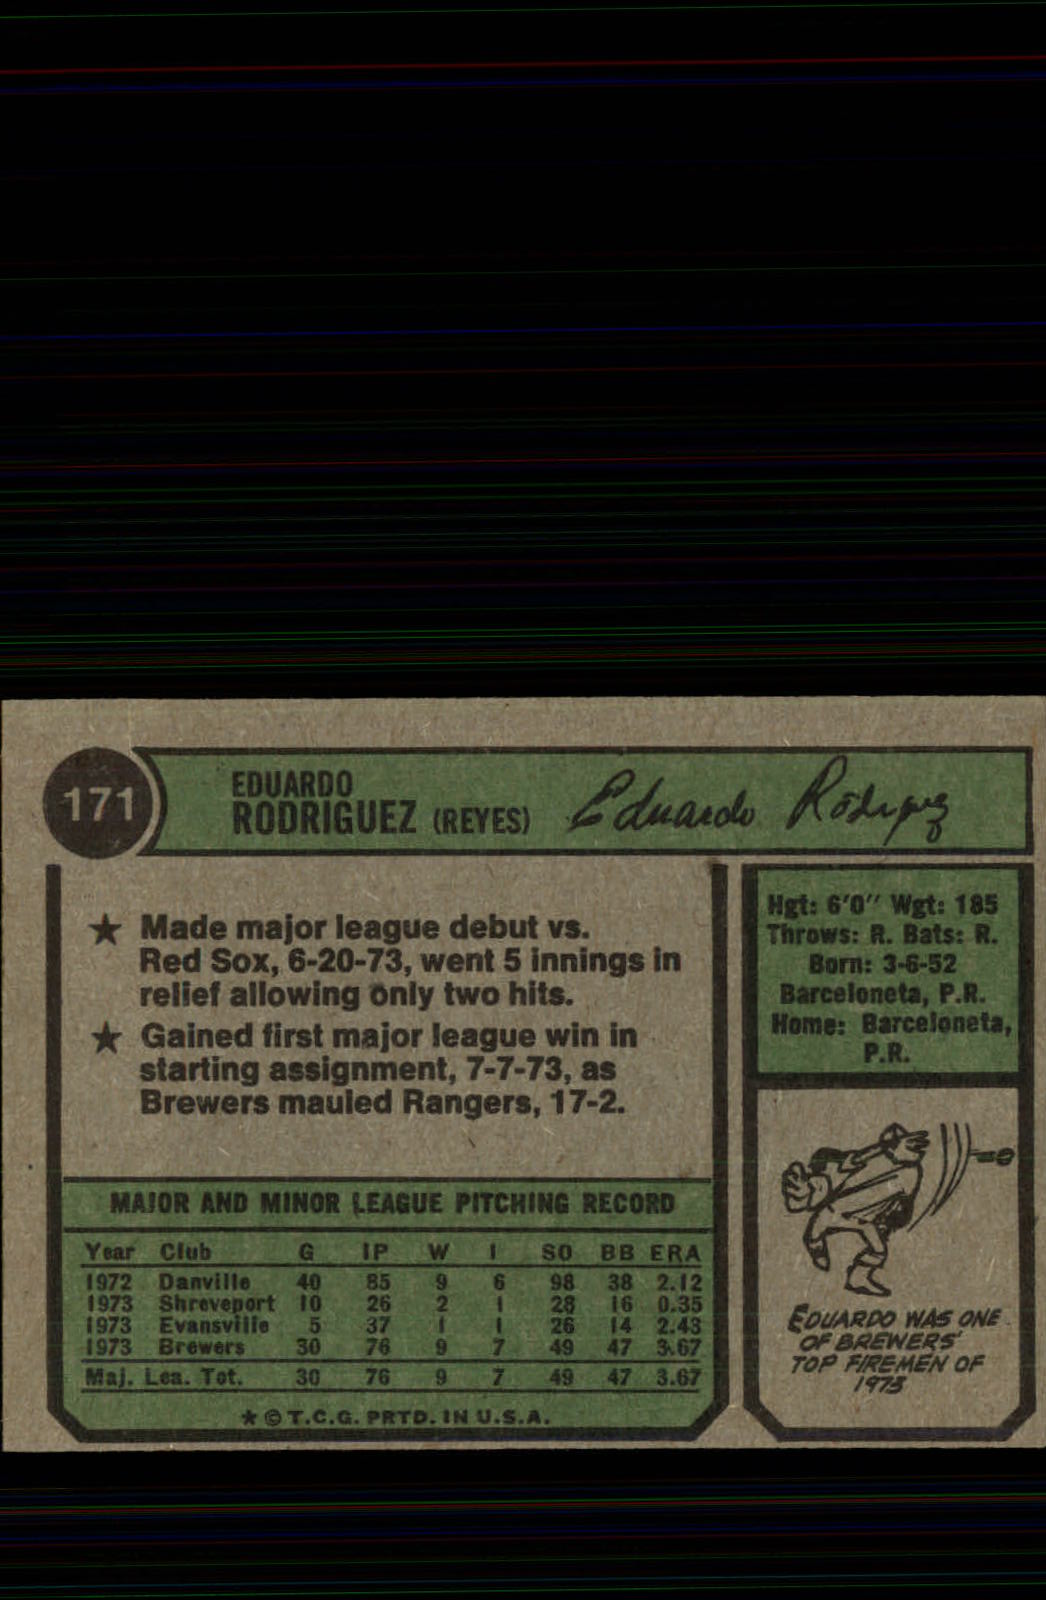 171
EDUARDO
RODRIGUEZ (REYES)
Eduardo Rodriguez
★ Made major league debut vs.
Red Sox, 6-20-73, went 5 innings in
relief allowing only two hits.
★ Gained first major league win in
starting assignment, 7-7-73, as
Brewers mauled Rangers, 17-2.
Hgt: 6'0" Wgt: 185
Throws: R. Bats: R.
Born: 3-6-52
Barceloneta, P.R.
Home: Barceloneta,
P.R.
MAJOR AND MINOR LEAGUE PITCHING RECORD
Year Club G IP W L SO BB ERA
1972 Danville 40 85 9 6 98 38 2.12
1973 Shreveport 10 26 2 1 28 16 0.35
1973 Evansville 5 37 1 1 26 14 2.43
1973 Brewers 30 76 9 7 49 47 3.67
Maj. Lea. Tot. 30 76 9 7 49 47 3.67
★ © T.C.G. PRTD. IN U.S.A.
EDUARDO WAS ONE
OF BREWERS'
TOP FIREMEN OF
1973